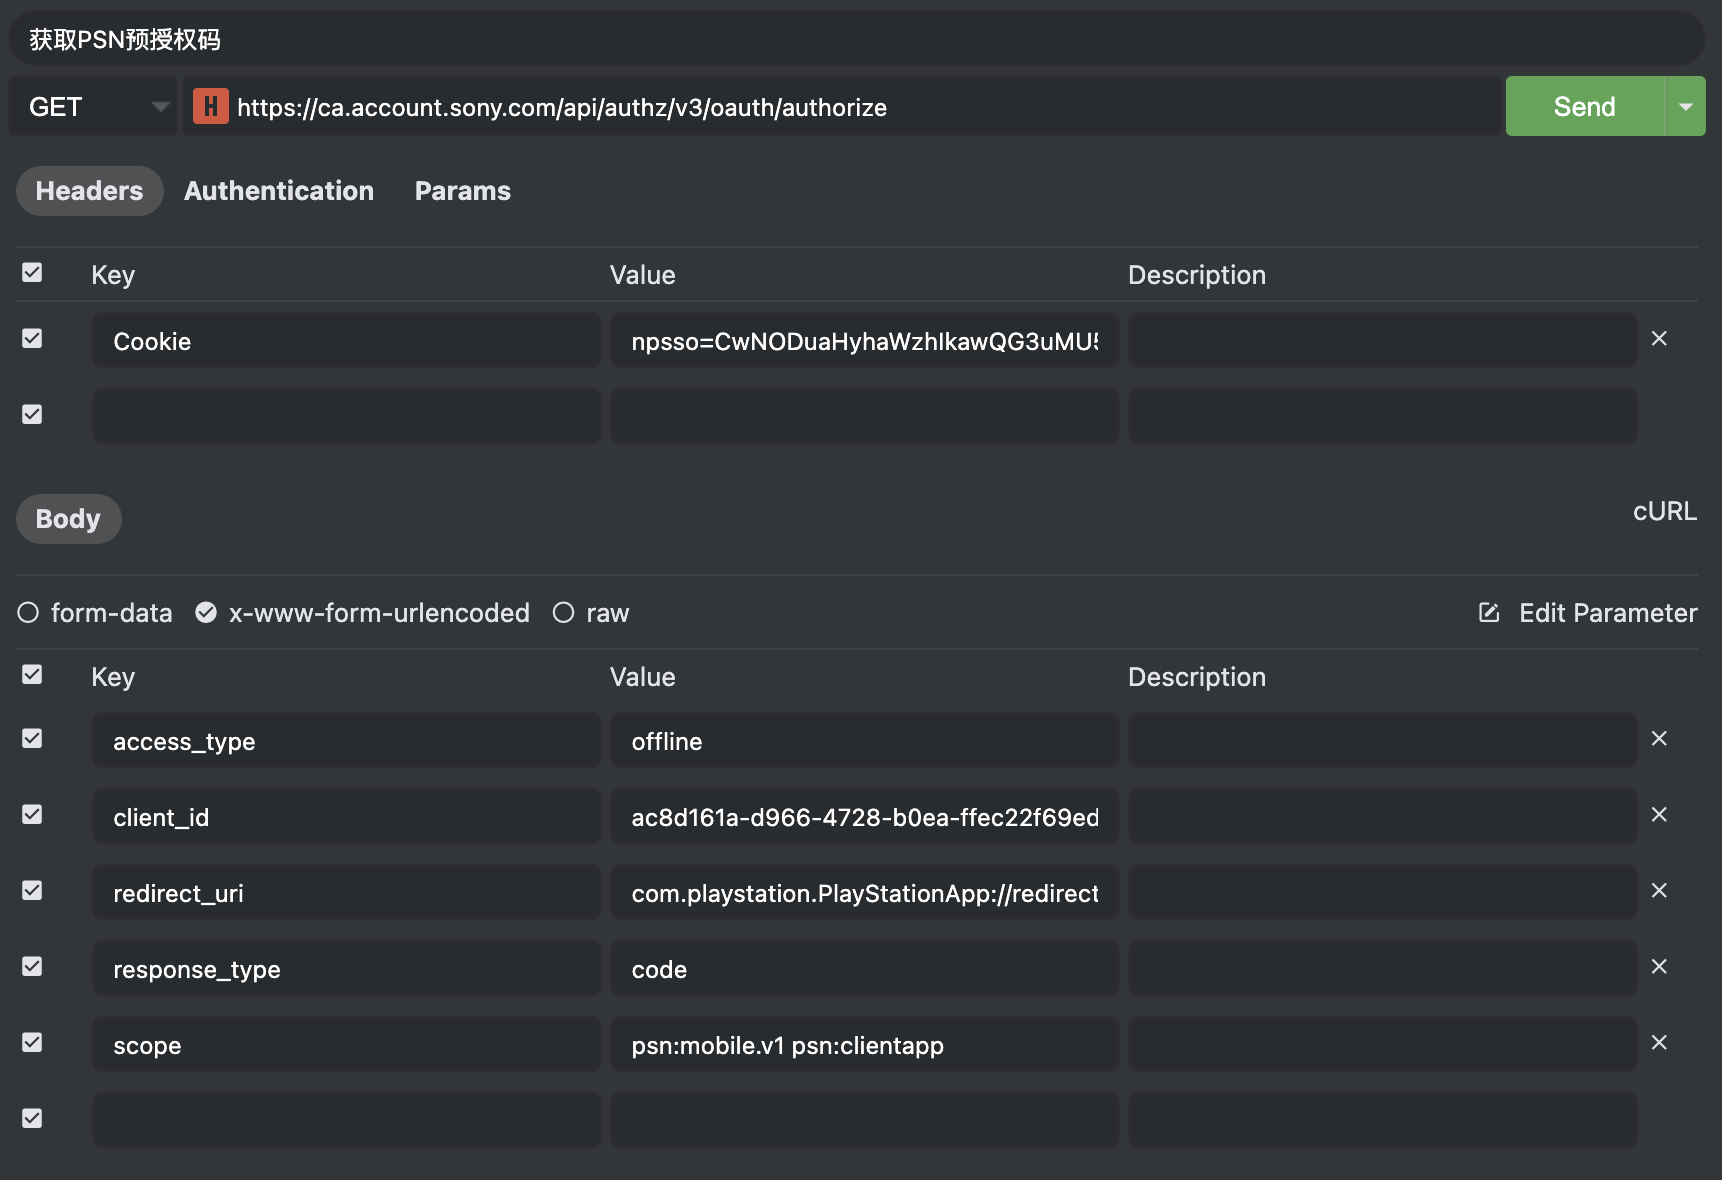 获取PSN预授权码
GET H https://ca.account.sony.com/api/authz/v3/oauth/authorize Send
Headers Authentication Params
Key Value Description
Cookie npsso=CwNODuaHyhaWzhIkawQG3uMU5
Body cURL
form-data x-www-form-urlencoded raw Edit Parameter
Key Value Description
access_type offline
client_id ac8d161a-d966-4728-b0ea-ffec22f69ed
redirect_uri com.playstation.PlayStationApp://redirect
response_type code
scope psn:mobile.v1 psn:clientapp